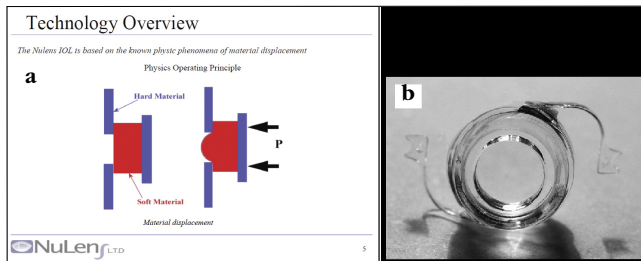 Technology Overview
The Nulens IOL is based on the known physic phenomena of material displacement
Physics Operating Principle
a
Hard Material
P
Soft Material
Material displacement
NuLens LTD
5
b